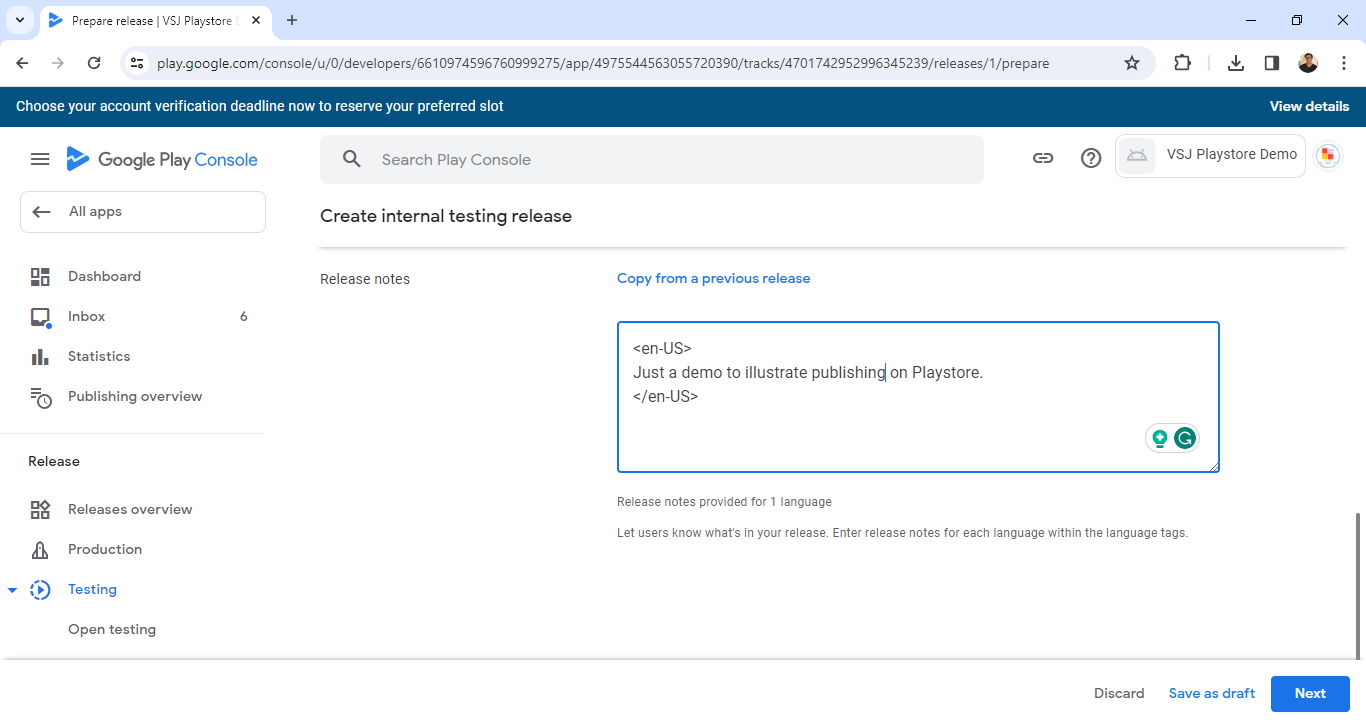 Prepare release | VSJ Playstore
play.google.com/console/u/0/developers/6610974596760999275/app/4975544563055720390/tracks/4701742952996345239/releases/1/prepare
Choose your account verification deadline now to reserve your preferred slot
View details
Google Play Console
Search Play Console
VSJ Playstore Demo
All apps
Create internal testing release
Dashboard
Inbox 6
Statistics
Publishing overview
Release
Releases overview
Production
Testing
Open testing
Release notes
Copy from a previous release
<en-US>
Just a demo to illustrate publishing on Playstore.
</en-US>
Release notes provided for 1 language
Let users know what's in your release. Enter release notes for each language within the language tags.
Discard
Save as draft
Next